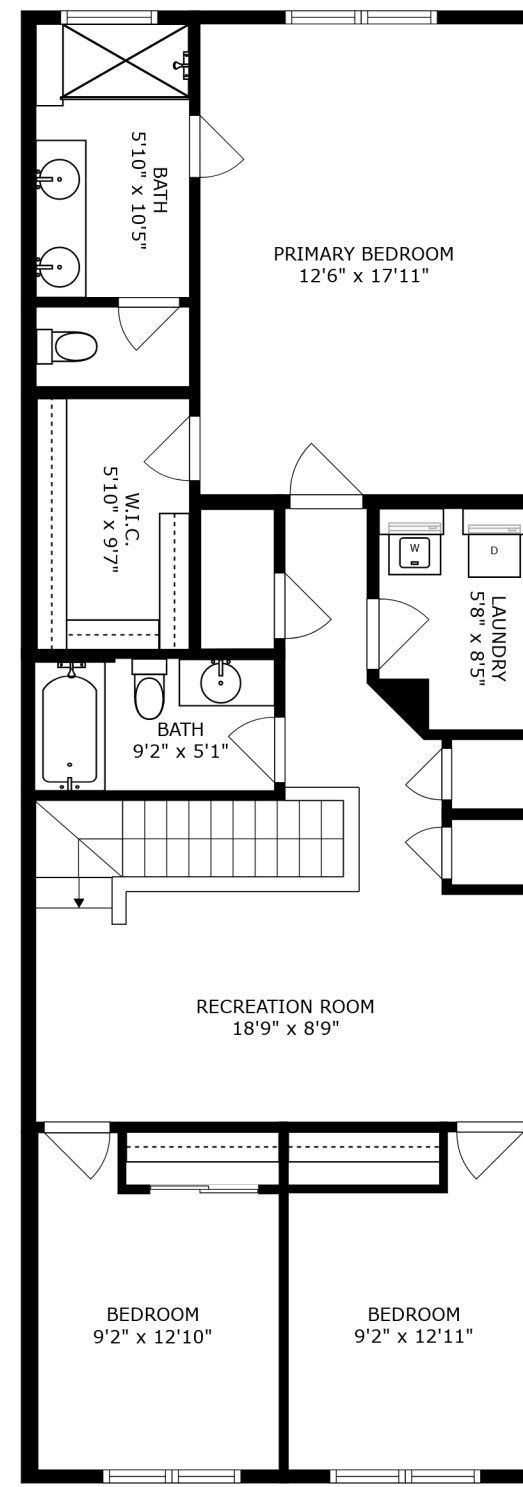 BATH
5'10" x 10'5"
PRIMARY BEDROOM
12'6" x 17'11"
W.I.C.
5'10" x 9'7"
W
D
LAUNDRY
5'8" x 8'5"
BATH
9'2" x 5'1"
RECREATION ROOM
18'9" x 8'9"
BEDROOM
9'2" x 12'10"
BEDROOM
9'2" x 12'11"